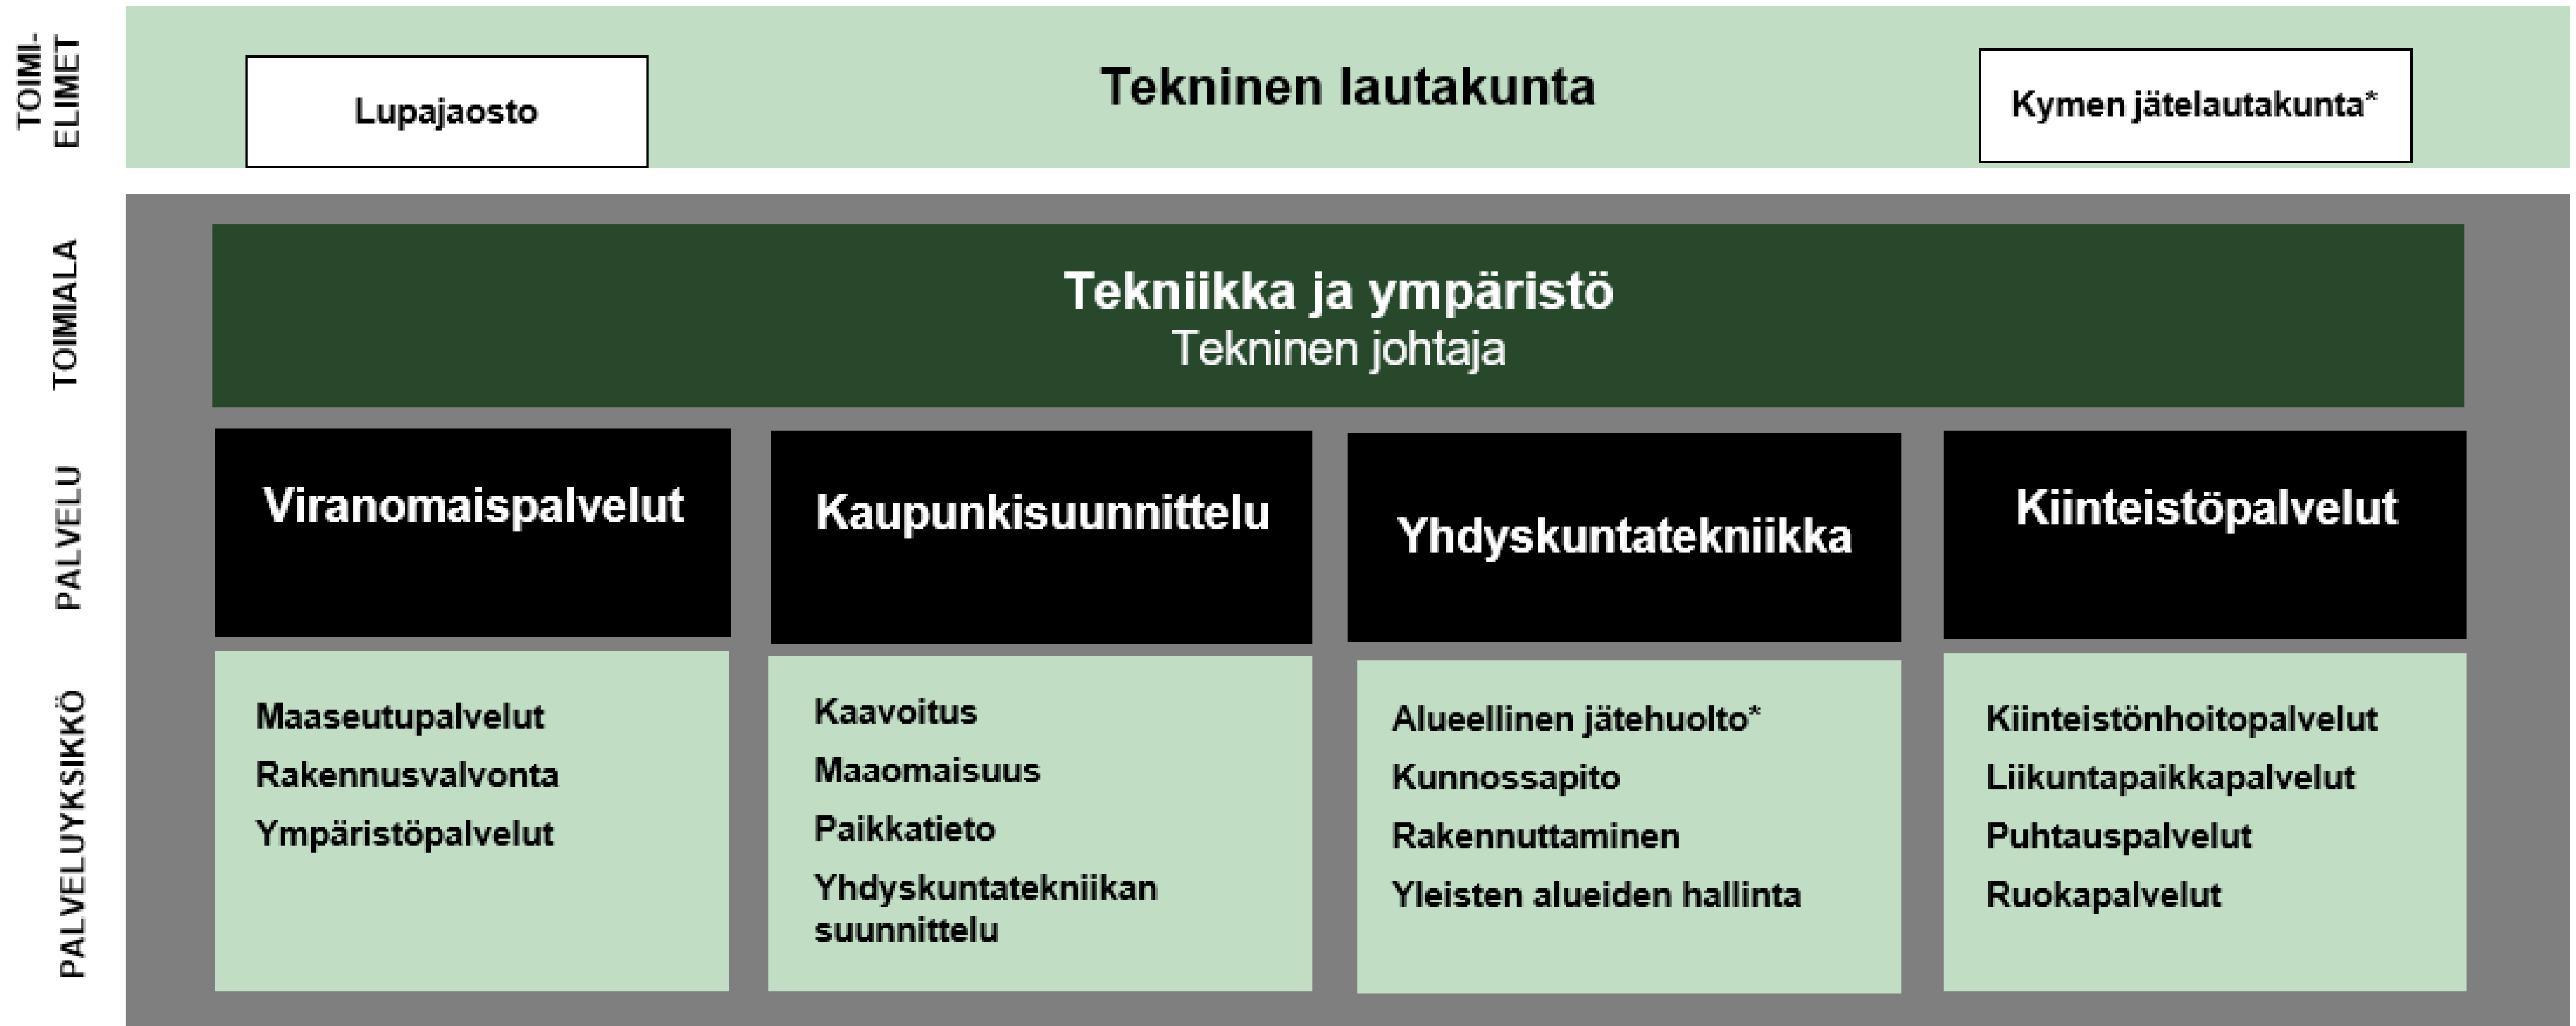 TOIMI-
ELIMET
Lupajaosto
Tekninen lautakunta
Kymen jätelautakunta*
TOIMIALA
Tekniikka ja ympäristö
Tekninen johtaja
PALVELU
Viranomaispalvelut
Kaupunkisuunnittelu
Yhdyskuntatekniikka
Kiinteistöpalvelut
PALVELUYKSIKKÖ
Maaseutupalvelut
Rakennusvalvonta
Ympäristöpalvelut
Kaavoitus
Maaomaisuus
Paikkatieto
Yhdyskuntatekniikan
suunnittelu
Alueellinen jätehuolto*
Kunnossapito
Rakennuttaminen
Yleisten alueiden hallinta
Kiinteistönhoitopalvelut
Liikuntapaikkapalvelut
Puhtauspalvelut
Ruokapalvelut